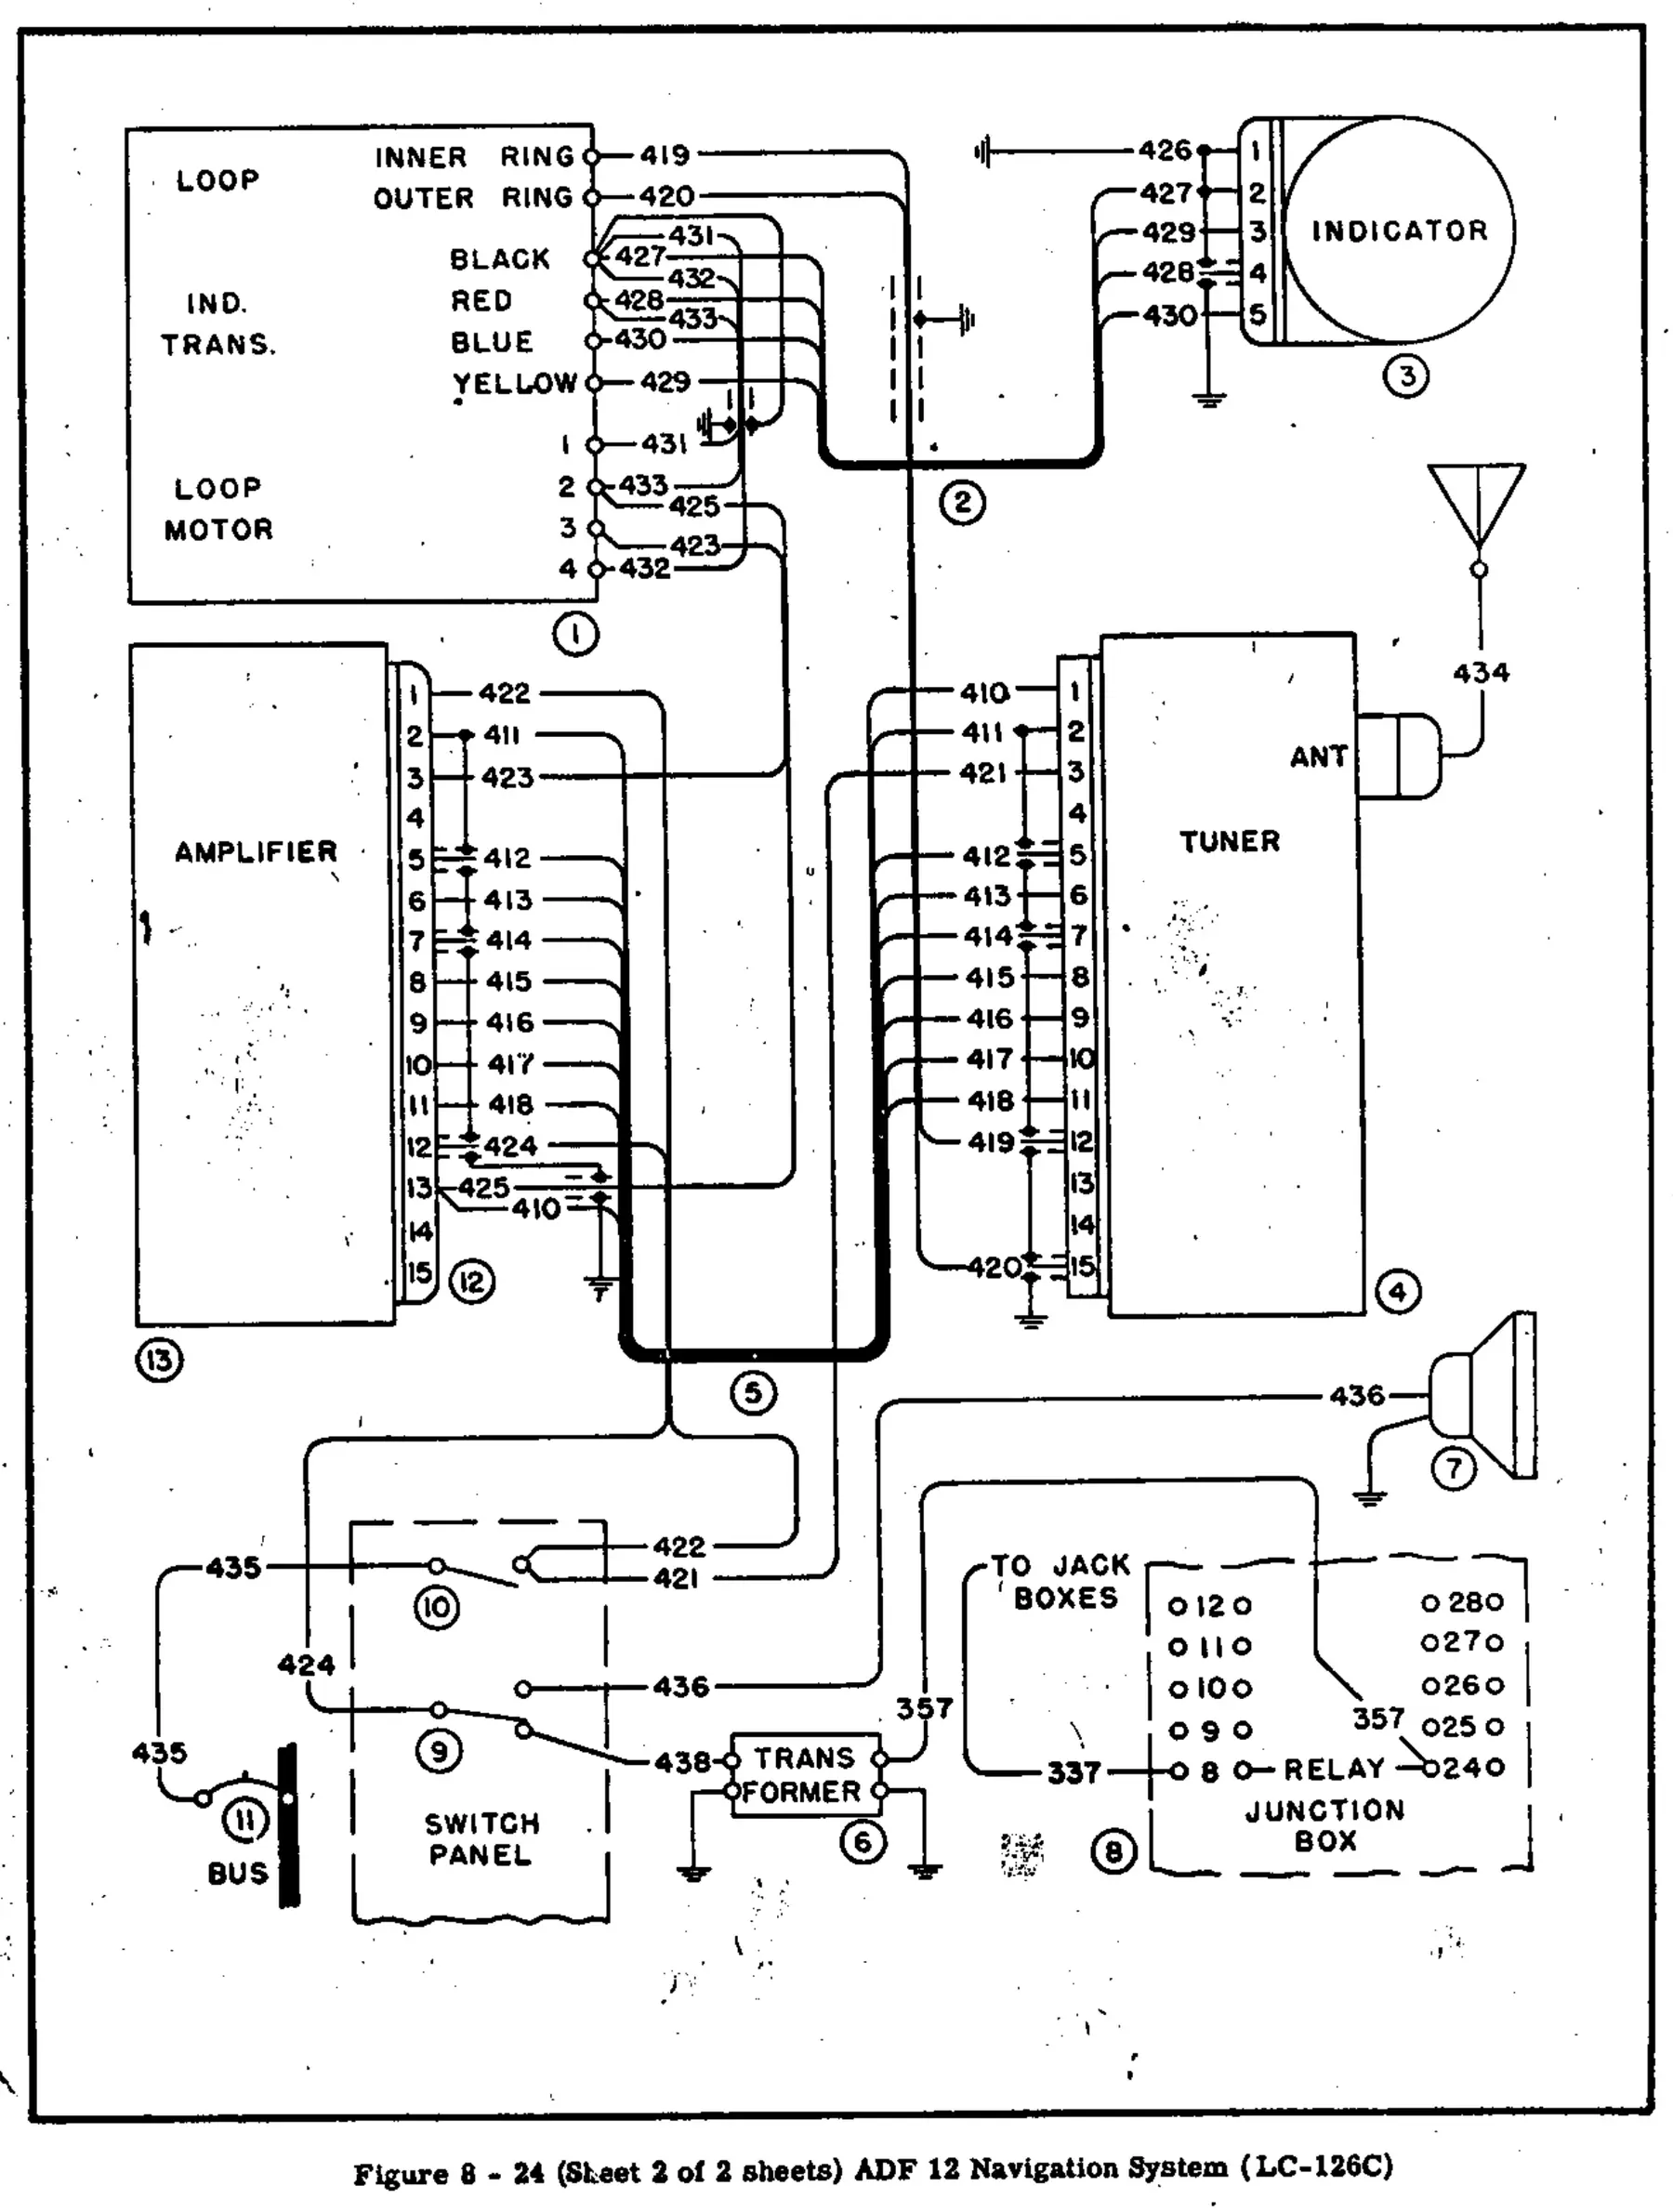 LOOP
INNER RING 419
OUTER RING 420
431
BLACK 427
432
IND.
TRANS.
RED 428
433
BLUE 430
YELLOW 429
1 431
LOOP
MOTOR
2 433
425
3 423
4 432
1
2
426 1
427 2
429 3
428 4
430 5
INDICATOR
3
434
AMPLIFIER
1 422
2 411
3 423
4
5 412
6 413
7 414
8 415
9 416
10 417
11 418
12 424
13 425
410
14
15
12
13
410 1
411 2
421 3
4
412 5
413 6
414 7
415 8
416 9
417 10
418 11
419 12
13
14
420 15
TUNER
ANT
4
5
436
7
435
422
421
10
424
436
9
435
11
BUS
SWITCH
PANEL
438
TRANS
FORMER
6
357
TO JACK
BOXES
337
12 28
11 27
10 26
9 25
357
8 RELAY 24
JUNCTION
BOX
8
Figure 8 - 24 (Sheet 2 of 2 sheets) ADF 12 Navigation System (LC-126C)